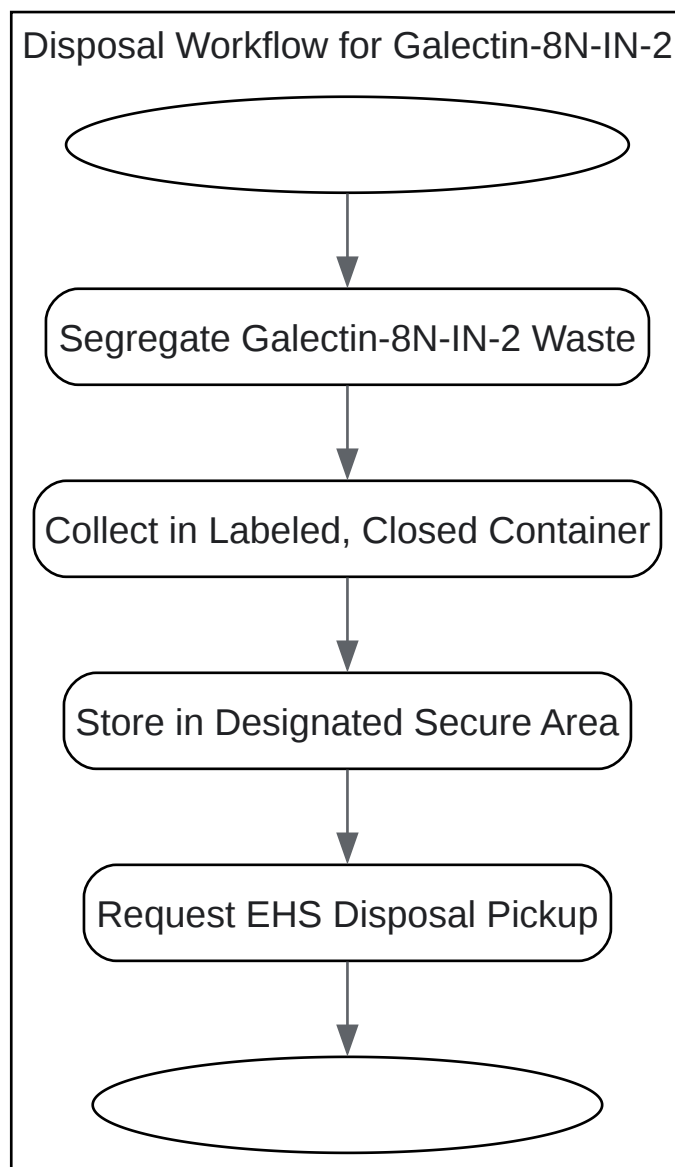 Disposal Workflow for Galectin-8N-IN-2
Segregate Galectin-8N-IN-2 Waste
Collect in Labeled, Closed Container
Store in Designated Secure Area
Request EHS Disposal Pickup